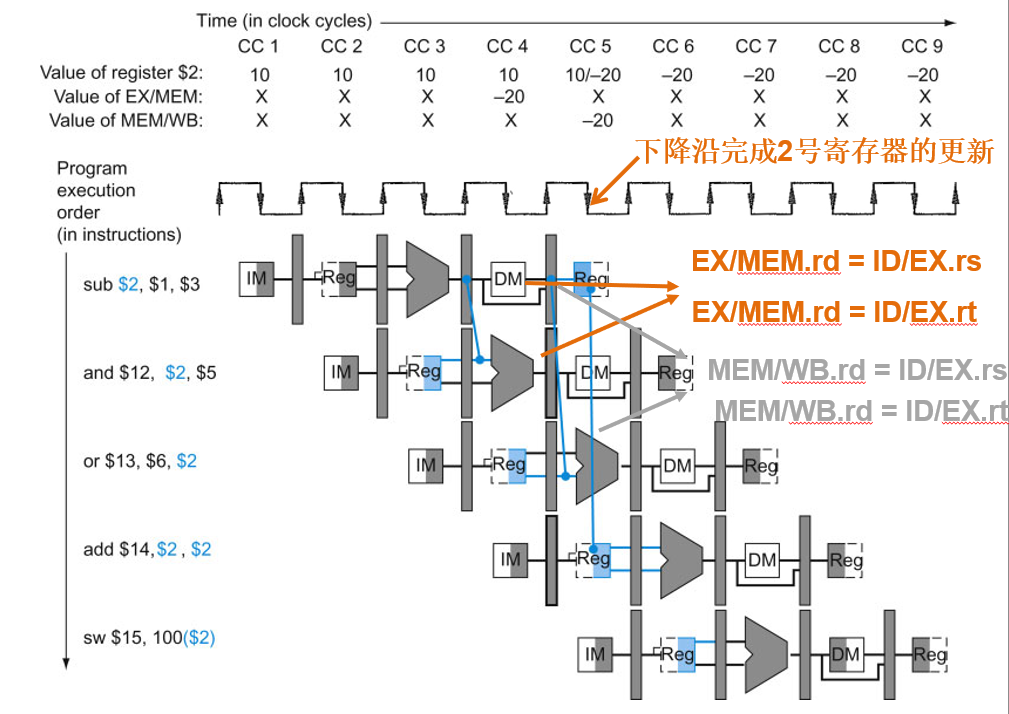 Time (in clock cycles)
CC 1 CC 2 CC 3 CC 4 CC 5 CC 6 CC 7 CC 8 CC 9
Value of register $2: 10 10 10 10 10/–20 –20 –20 –20 –20
Value of EX/MEM: X X X –20 X X X X X
Value of MEM/WB: X X X X –20 X X X X
下降沿完成2号寄存器的更新
Program
execution
order
(in instructions)
sub $2, $1, $3
IM Reg DM Reg
EX/MEM.rd = ID/EX.rs
EX/MEM.rd = ID/EX.rt
and $12, $2, $5
IM Reg DM Reg
MEM/WB.rd = ID/EX.rs
MEM/WB.rd = ID/EX.rt
or $13, $6, $2
IM Reg DM Reg
add $14, $2 , $2
IM Reg DM Reg
sw $15, 100($2)
IM Reg DM Reg